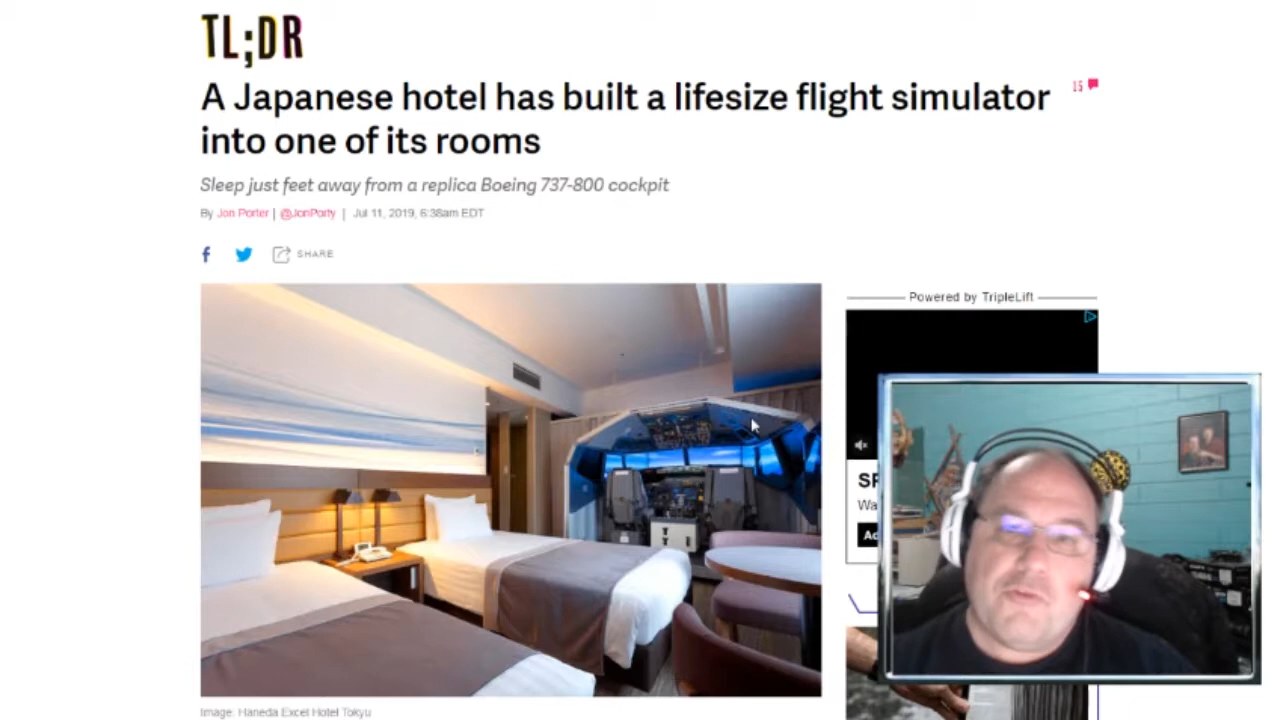 TL;DR
A Japanese hotel has built a lifesize flight simulator
into one of its rooms
15
Sleep just feet away from a replica Boeing 737-800 cockpit
By Jon Porter | @JonPorty | Jul 11, 2019, 6:38am EDT
SHARE
Powered by TripleLift
Image: Haneda Excel Hotel Tokyu